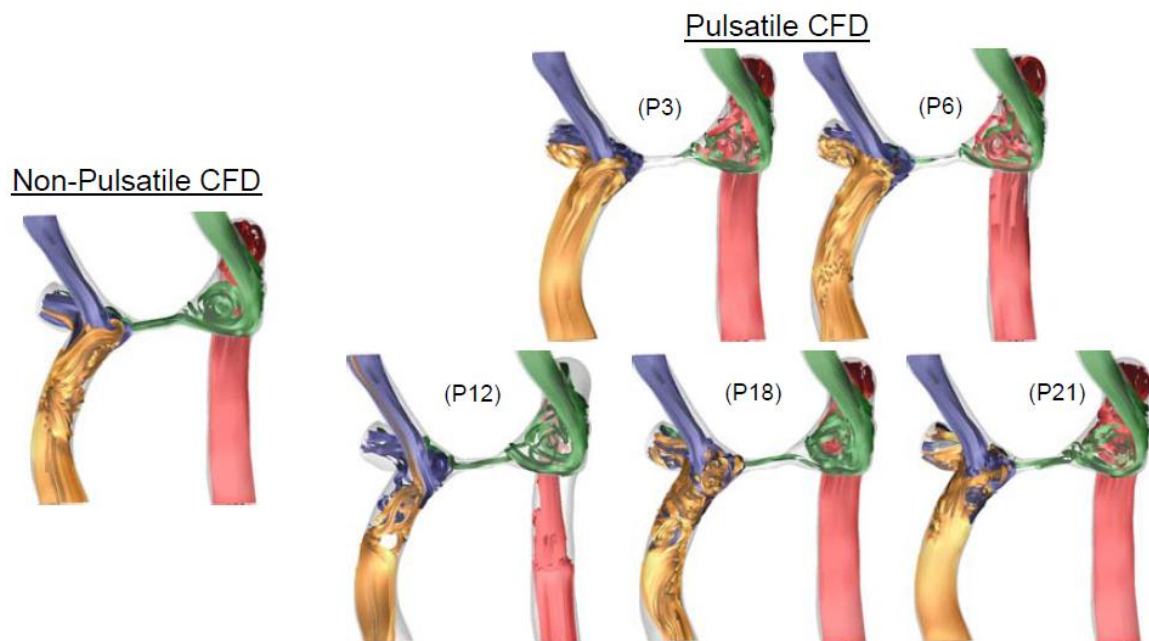 Pulsatile CFD
(P3)
(P6)
Non-Pulsatile CFD
(P12)
(P18)
(P21)